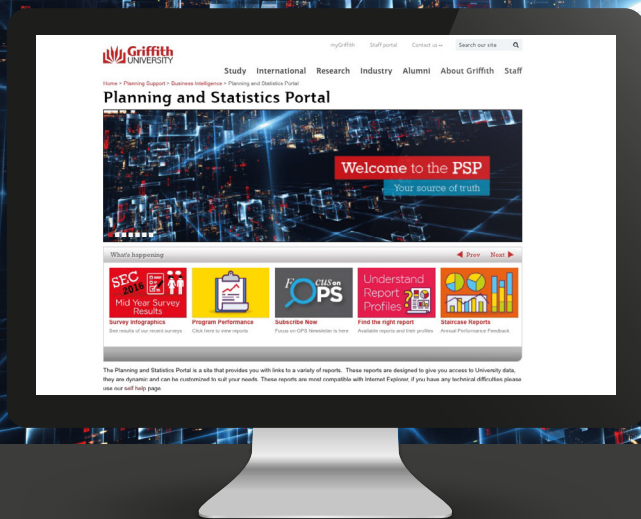 myGriffith Staff portal Contact us Search our site
Griffith
UNIVERSITY
Study International Research Industry Alumni About Griffith Staff
Home > Planning Support > Business Intelligence > Planning and Statistics Portal
Planning and Statistics Portal
Welcome to the PSP
Your source of truth
What's happening
Prev Next
SEC
2016
Mid Year Survey
Results
Focus on
OPS
Understand
Report
Profiles
Survey Infographics
See results of our recent surveys
Program Performance
Click here to view reports
Subscribe Now
Focus on OPS Newsletter is here
Find the right report
Available reports and their profiles
Staircase Reports
Annual Performance Feedback
The Planning and Statistics Portal is a site that provides you with links to a variety of reports. These reports are designed to give you access to University data,
they are dynamic and can be customized to suit your needs. These reports are most compatible with Internet Explorer, if you have any technical difficulties please
use our self help page.